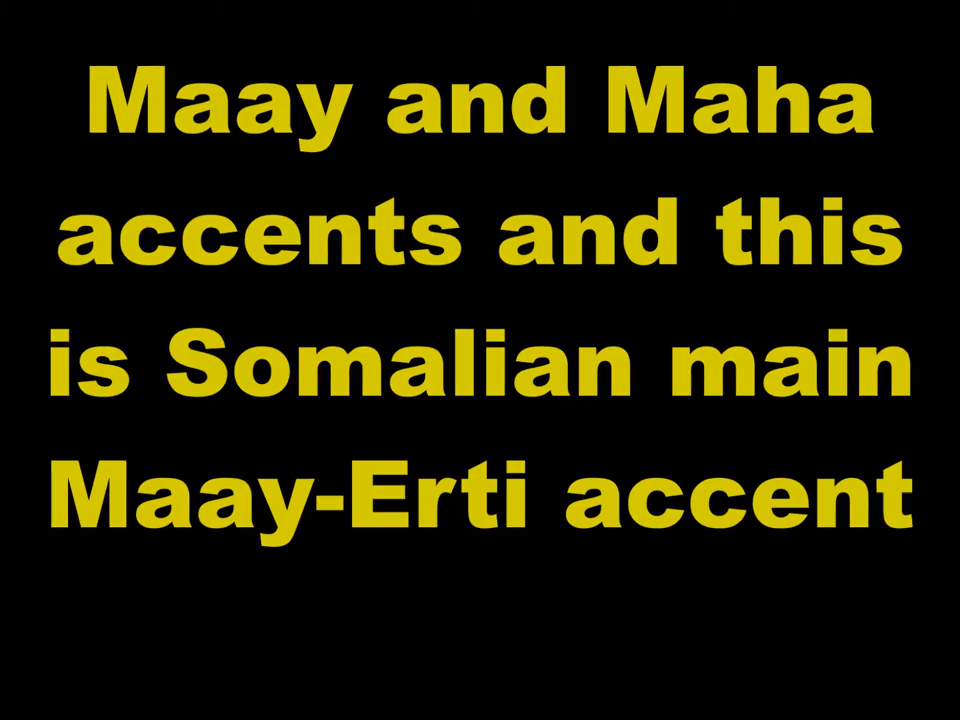 Maay and Maha
accents and this
is Somalian main
Maay-Erti accent